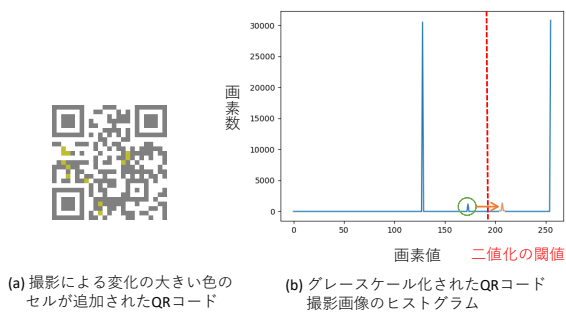 30000
25000
20000
15000
10000
5000
0
画素数
0 50 100 150 200 250
画素値 二値化の閾値
(a) 撮影による変化の大きい色の
セルが追加されたQRコード
(b) グレースケール化されたQRコード
撮影画像のヒストグラム